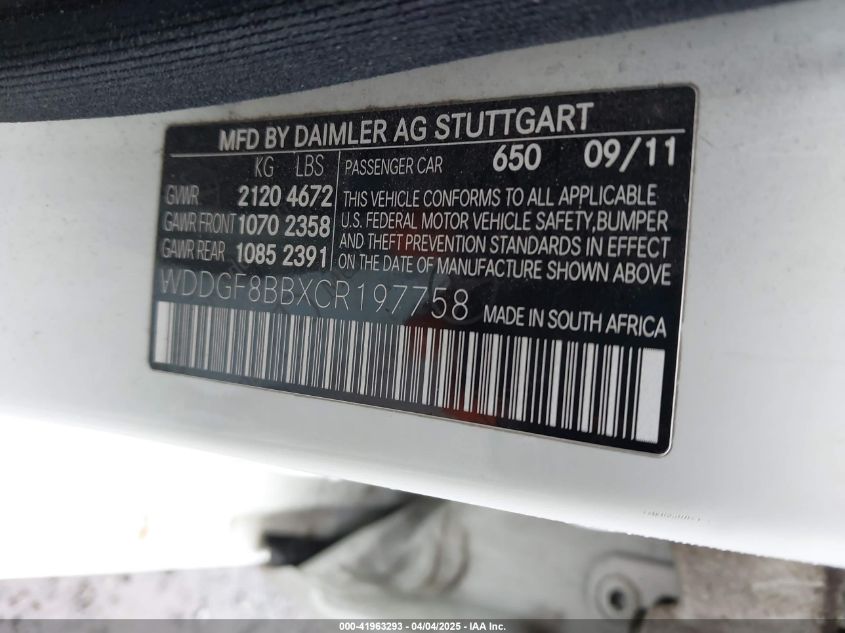 MFD BY DAIMLER AG STUTTGART
KG LBS PASSENGER CAR 650 09/11
GVWR 2120 4672
GAWR FRONT 1070 2358
GAWR REAR 1085 2391
THIS VEHICLE CONFORMS TO ALL APPLICABLE
U.S. FEDERAL MOTOR VEHICLE SAFETY, BUMPER
AND THEFT PREVENTION STANDARDS IN EFFECT
ON THE DATE OF MANUFACTURE SHOWN ABOVE
WDDGF8BBXCR197758 MADE IN SOUTH AFRICA
000-41963293 - 04/04/2025 - IAA Inc.